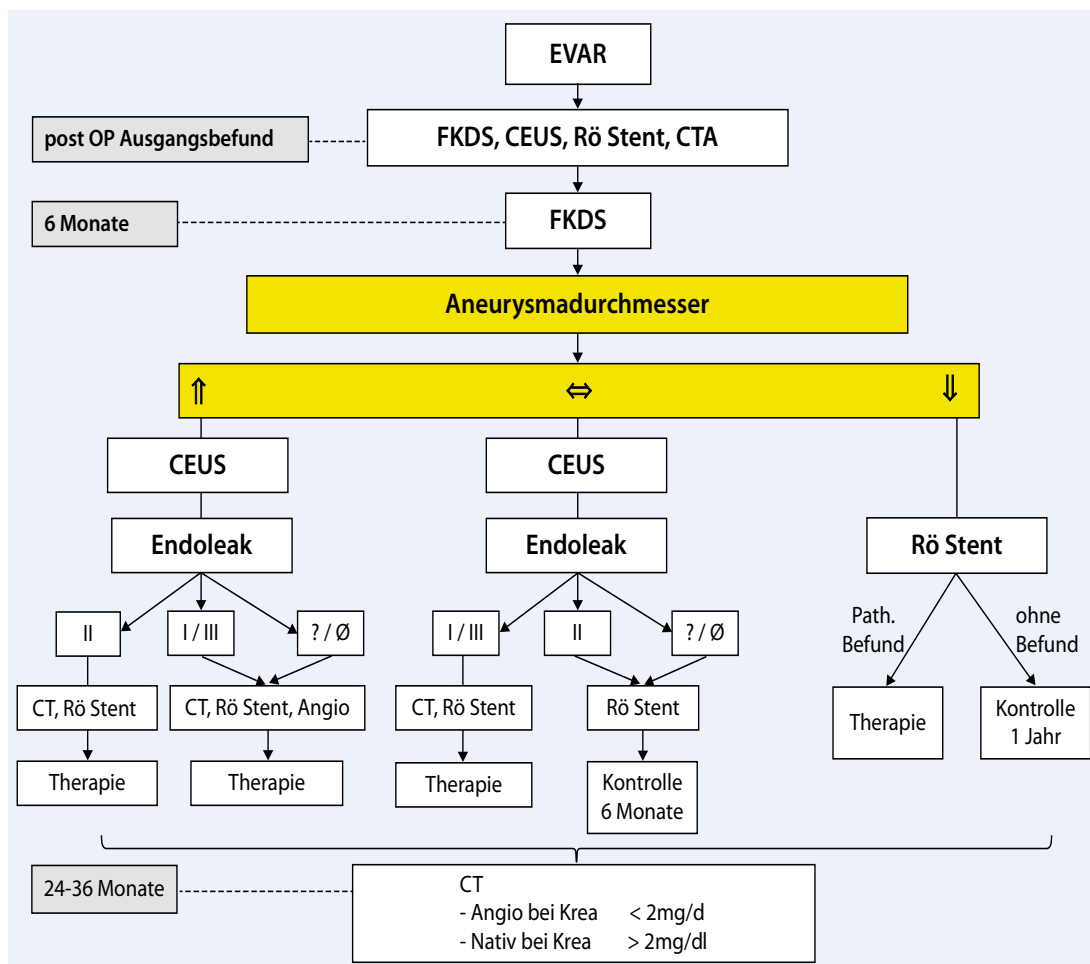 EVAR
post OP Ausgangsbefund
FKDS, CEUS, Rö Stent, CTA
6 Monate
FKDS
Aneurysmadurchmesser
⇑ ⇔ ⇓
CEUS
CEUS
Endoleak
Endoleak
Rö Stent
II
I / III
? / Ø
I / III
II
? / Ø
Path.
Befund
ohne
Befund
CT, Rö Stent
CT, Rö Stent, Angio
CT, Rö Stent
Rö Stent
Therapie
Kontrolle
1 Jahr
Therapie
Therapie
Therapie
Kontrolle
6 Monate
24-36 Monate
CT
- Angio bei Krea < 2mg/d
- Nativ bei Krea > 2mg/dl